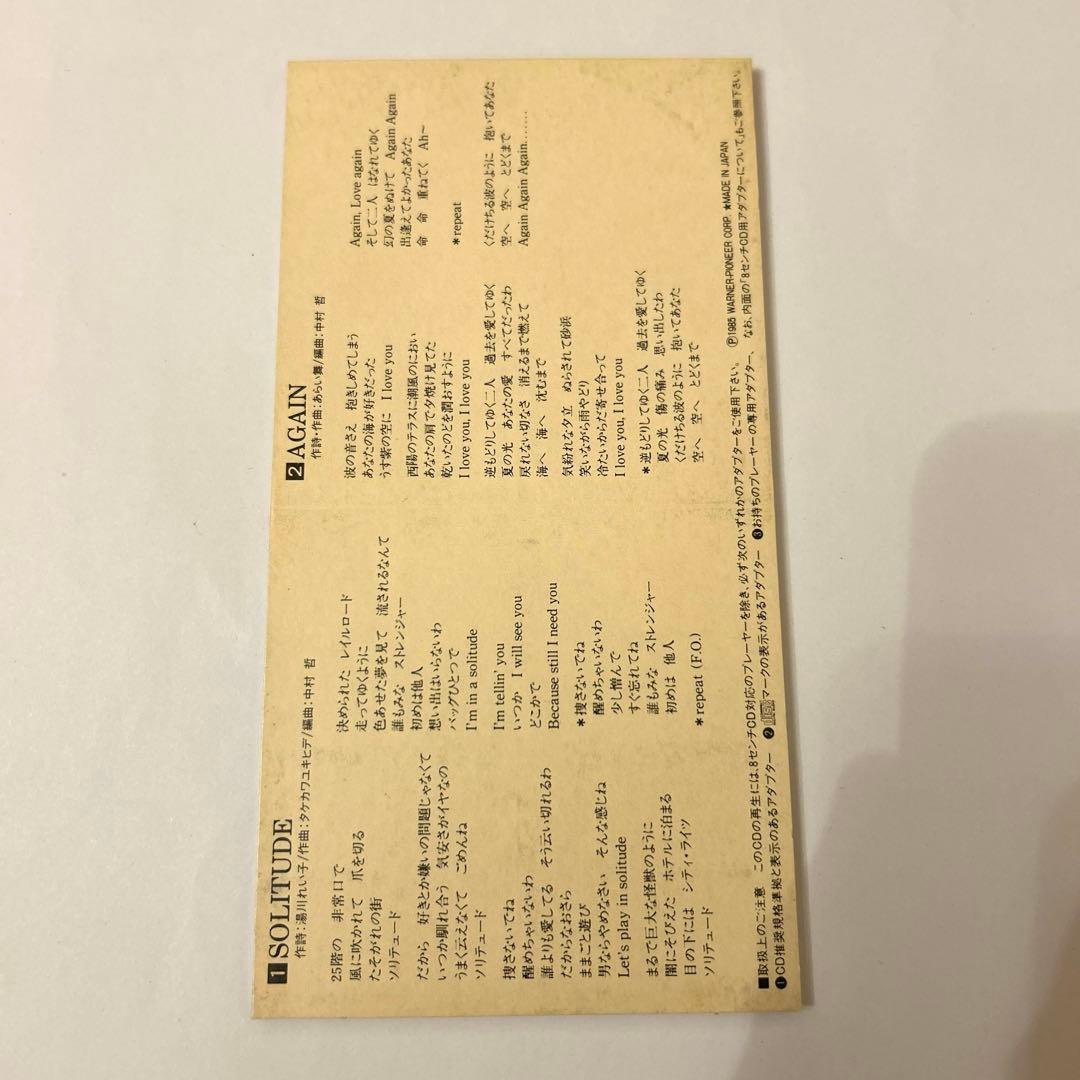 1 SOLITUDE
作詩:湯川れい子/作曲:タケカワユキヒデ/編曲:中村 哲
25階の 非常口で
風に吹かれて 爪を切る
たそがれの街
ソリテュード
だから 好きとか嫌いの問題じゃなくて
いつか馴れ合う 気安さがイヤなの
うまく云えなくて ごめんね
ソリテュード
捜さないでね
醒めちゃいないわ
誰よりも愛してる そう云い切れるわ
だからなおさら
ままごと遊び
男ならやめなさい そんな感じね
Let's play in solitude
まるで巨大な怪獣のように
闇にそびえた ホテルに泊まる
目の下には シティ・ライツ
ソリテュード
決められた レイルロード
走ってゆくように
色あせた夢を見て 流されるなんて
誰もみな ストレンジャー
初めは他人
想い出はいらないわ
バッグひとつで
I'm in a solitude
I'm tellin' you
いつか I will see you
どこかで
Because still I need you
*捜さないでね
醒めちゃいないわ
少し憎んで
すぐ忘れてね
誰もみな ストレンジャー
初めは 他人
*repeat (F.O.)
2 AGAIN
作詩・作曲:あらい舞/編曲:中村 哲
波の音さえ 抱きしめてしまう
あなたの海が好きだった
うす紫の空に I love you
西陽のテラスに潮風のにおい
あなたの肩で夕焼け見てた
乾いたのどを潤おすように
I love you, I love you
逆もどりしてゆく二人 過去を愛してゆく
夏の光 あなたの愛 すべてだったわ
戻れない切なさ 消えるまで燃えて
海へ 海へ 沈むまで
気紛れな夕立 ぬらされて砂浜
笑いながら雨やどり
冷たいからだ寄せ合って
I love you, I love you
*逆もどりしてゆく二人 過去を愛してゆく
夏の光 傷の痛み 思い出したわ
くだけちる波のように 抱いてあなた
空へ 空へ とどくまで
Again, Love again
そして二人 はなれてゆく
幻の夏をぬけて Again Again
出逢えてよかったあなた
命 命 重ねてく Ah〜
*repeat
くだけちる波のように 抱いてあなた
空へ 空へ とどくまで
Again Again Again.......
Ⓟ1985 WARNER-PIONEER CORP. ★MADE IN JAPAN
■取扱上のご注意 このCDの再生には、8センチCD対応のプレーヤーを除き、必ず次のいずれかのアダプターをご使用下さい。
❶CD推奨規格準拠と表示のあるアダプター ❷マークの表示があるアダプター ❸お持ちのプレーヤーの専用アダプター、なお、内面の「8センチCD用アダプターについて」もご参照下さい。